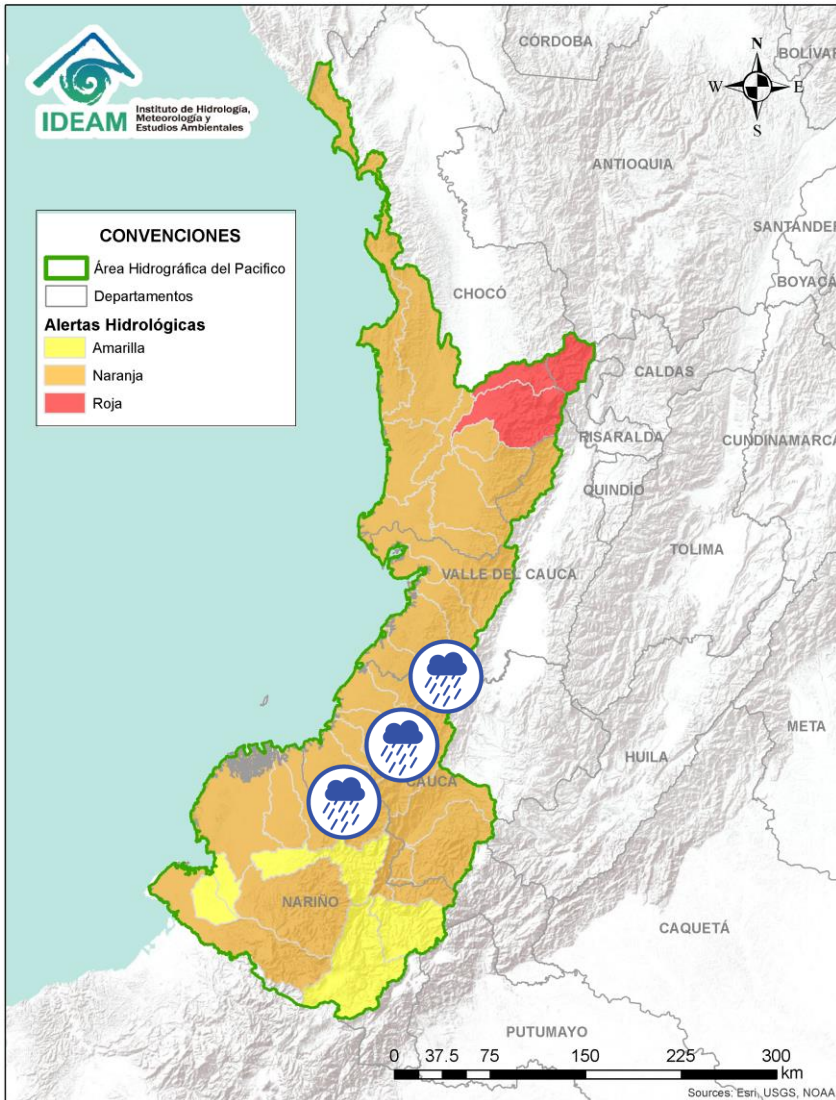 IDEAM
Instituto de Hidrología,
Meteorología y
Estudios Ambientales
N
W
E
S
CÓRDOBA
BOLÍVAR
ANTIOQUIA
SANTANDER
BOYACÁ
CONVENCIONES
Área Hidrográfica del Pacifico
Departamentos
Alertas Hidrológicas
Amarilla
Naranja
Roja
CHOCÓ
CALDAS
RISARALDA
CUNDINAMARCA
QUINDÍO
TOLIMA
VALLE DEL CAUCA
META
HUILA
CAUCA
NARIÑO
CAQUETÁ
PUTUMAYO
0 37.5 75 150 225 300
km
Sources: Esri, USGS, NOAA